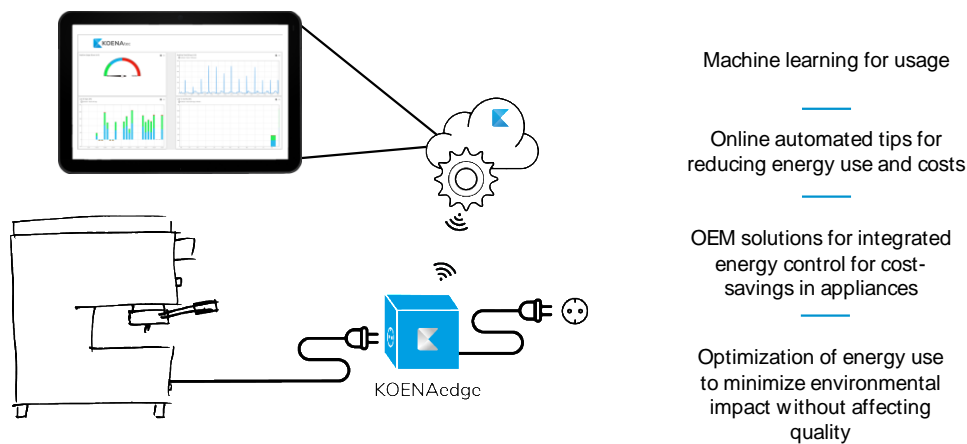 KOENA
Machine learning for usage
Online automated tips for
reducing energy use and costs
OEM solutions for integrated
energy control for cost-
savings in appliances
KOENAedge
Optimization of energy use
to minimize environmental
impact without affecting
quality